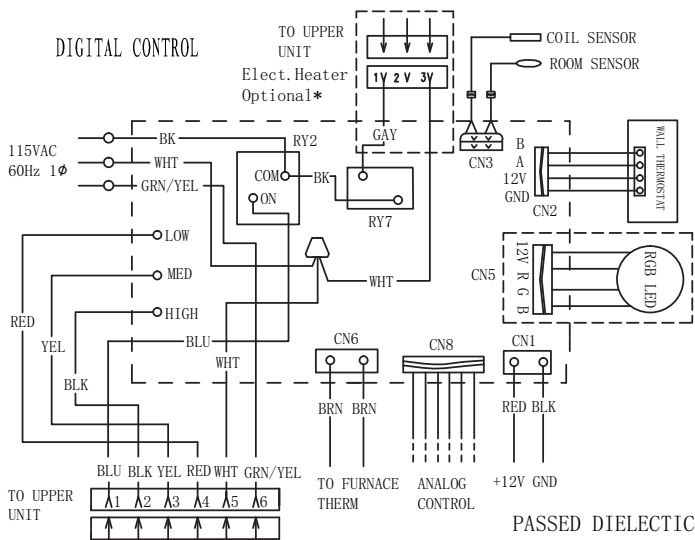 DIGITAL CONTROL
TO UPPER
UNIT
Elect.Heater
Optional*
1V 2V 3V
GAY
COIL SENSOR
ROOM SENSOR
CN3
115VAC
60Hz 1ø
BK
WHT
GRN/YEL
RY2
COM
ON
BK
RY7
B
A
12V
GND
CN2
WALL THERMOSTAT
LOW
MED
HIGH
WHT
CN5
12V R G B
RGB LED
RED
YEL
BLK
BLU
WHT
CN6
CN8
CN1
BRN BRN
RED BLK
TO FURNACE
THERM
ANALOG
CONTROL
+12V GND
BLU BLK YEL RED WHT GRN/YEL
TO UPPER
UNIT
1 2 3 4 5 6
PASSED DIELECTIC